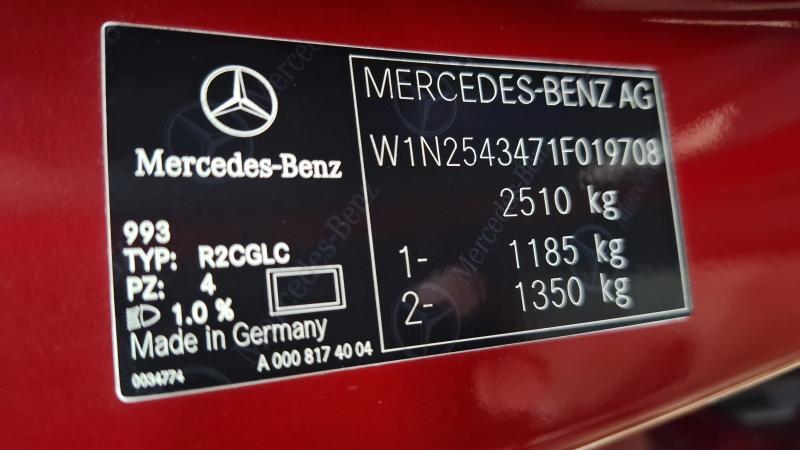 Mercedes-Benz
993
TYP: R2CGLC
PZ: 4
1.0 %
Made in Germany
A 000 817 40 04
0034774
MERCEDES-BENZ AG
W1N2543471F019708
2510 kg
1- 1185 kg
2- 1350 kg